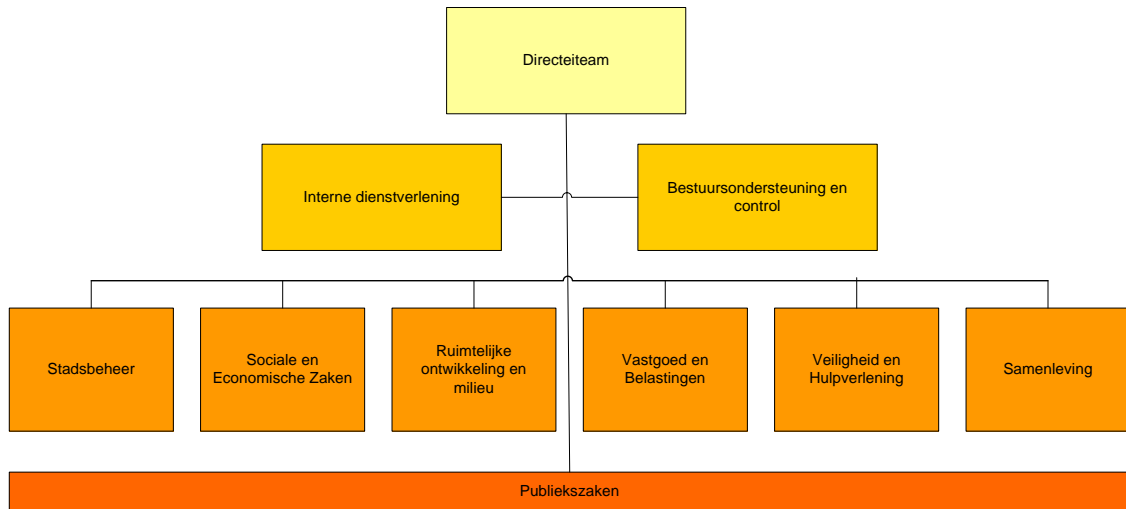 Directeiteam
Interne dienstverlening
Bestuursondersteuning en
control
Stadsbeheer
Sociale en
Economische Zaken
Ruimtelijke
ontwikkeling en
milieu
Vastgoed en
Belastingen
Veiligheid en
Hulpverlening
Samenleving
Publiekszaken